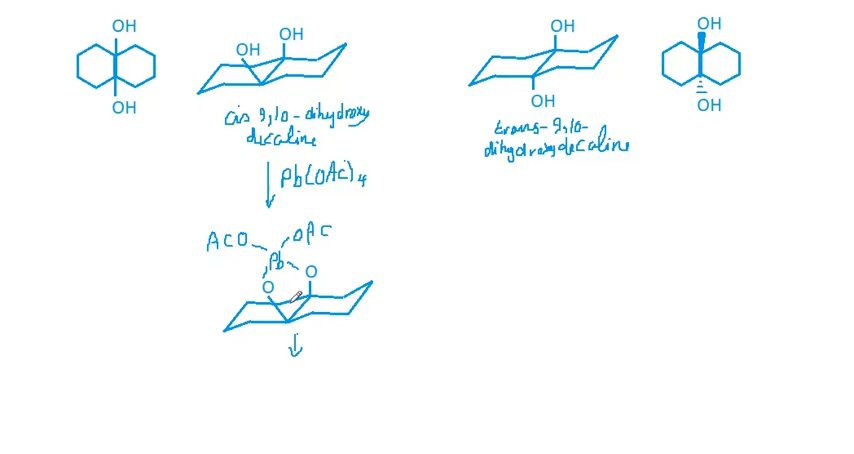 OH
OH
OH
OH
cis 9,10-dihydroxy
decaline
Pb(OAc)4
ACO
OAC
Pb
O
O
OH
OH
trans-9,10-
dihydroxydecaline
OH
OH